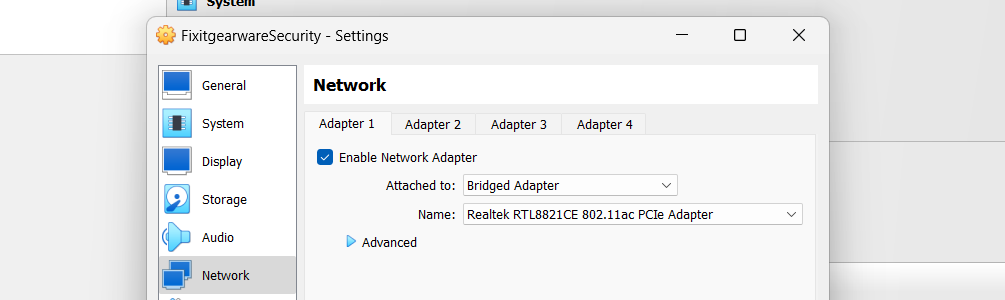 System
FixitgearwareSecurity - Settings
General
System
Display
Storage
Audio
Network
Network
Adapter 1
Adapter 2
Adapter 3
Adapter 4
Enable Network Adapter
Attached to: Bridged Adapter
Name: Realtek RTL8821CE 802.11ac PCIe Adapter
Advanced